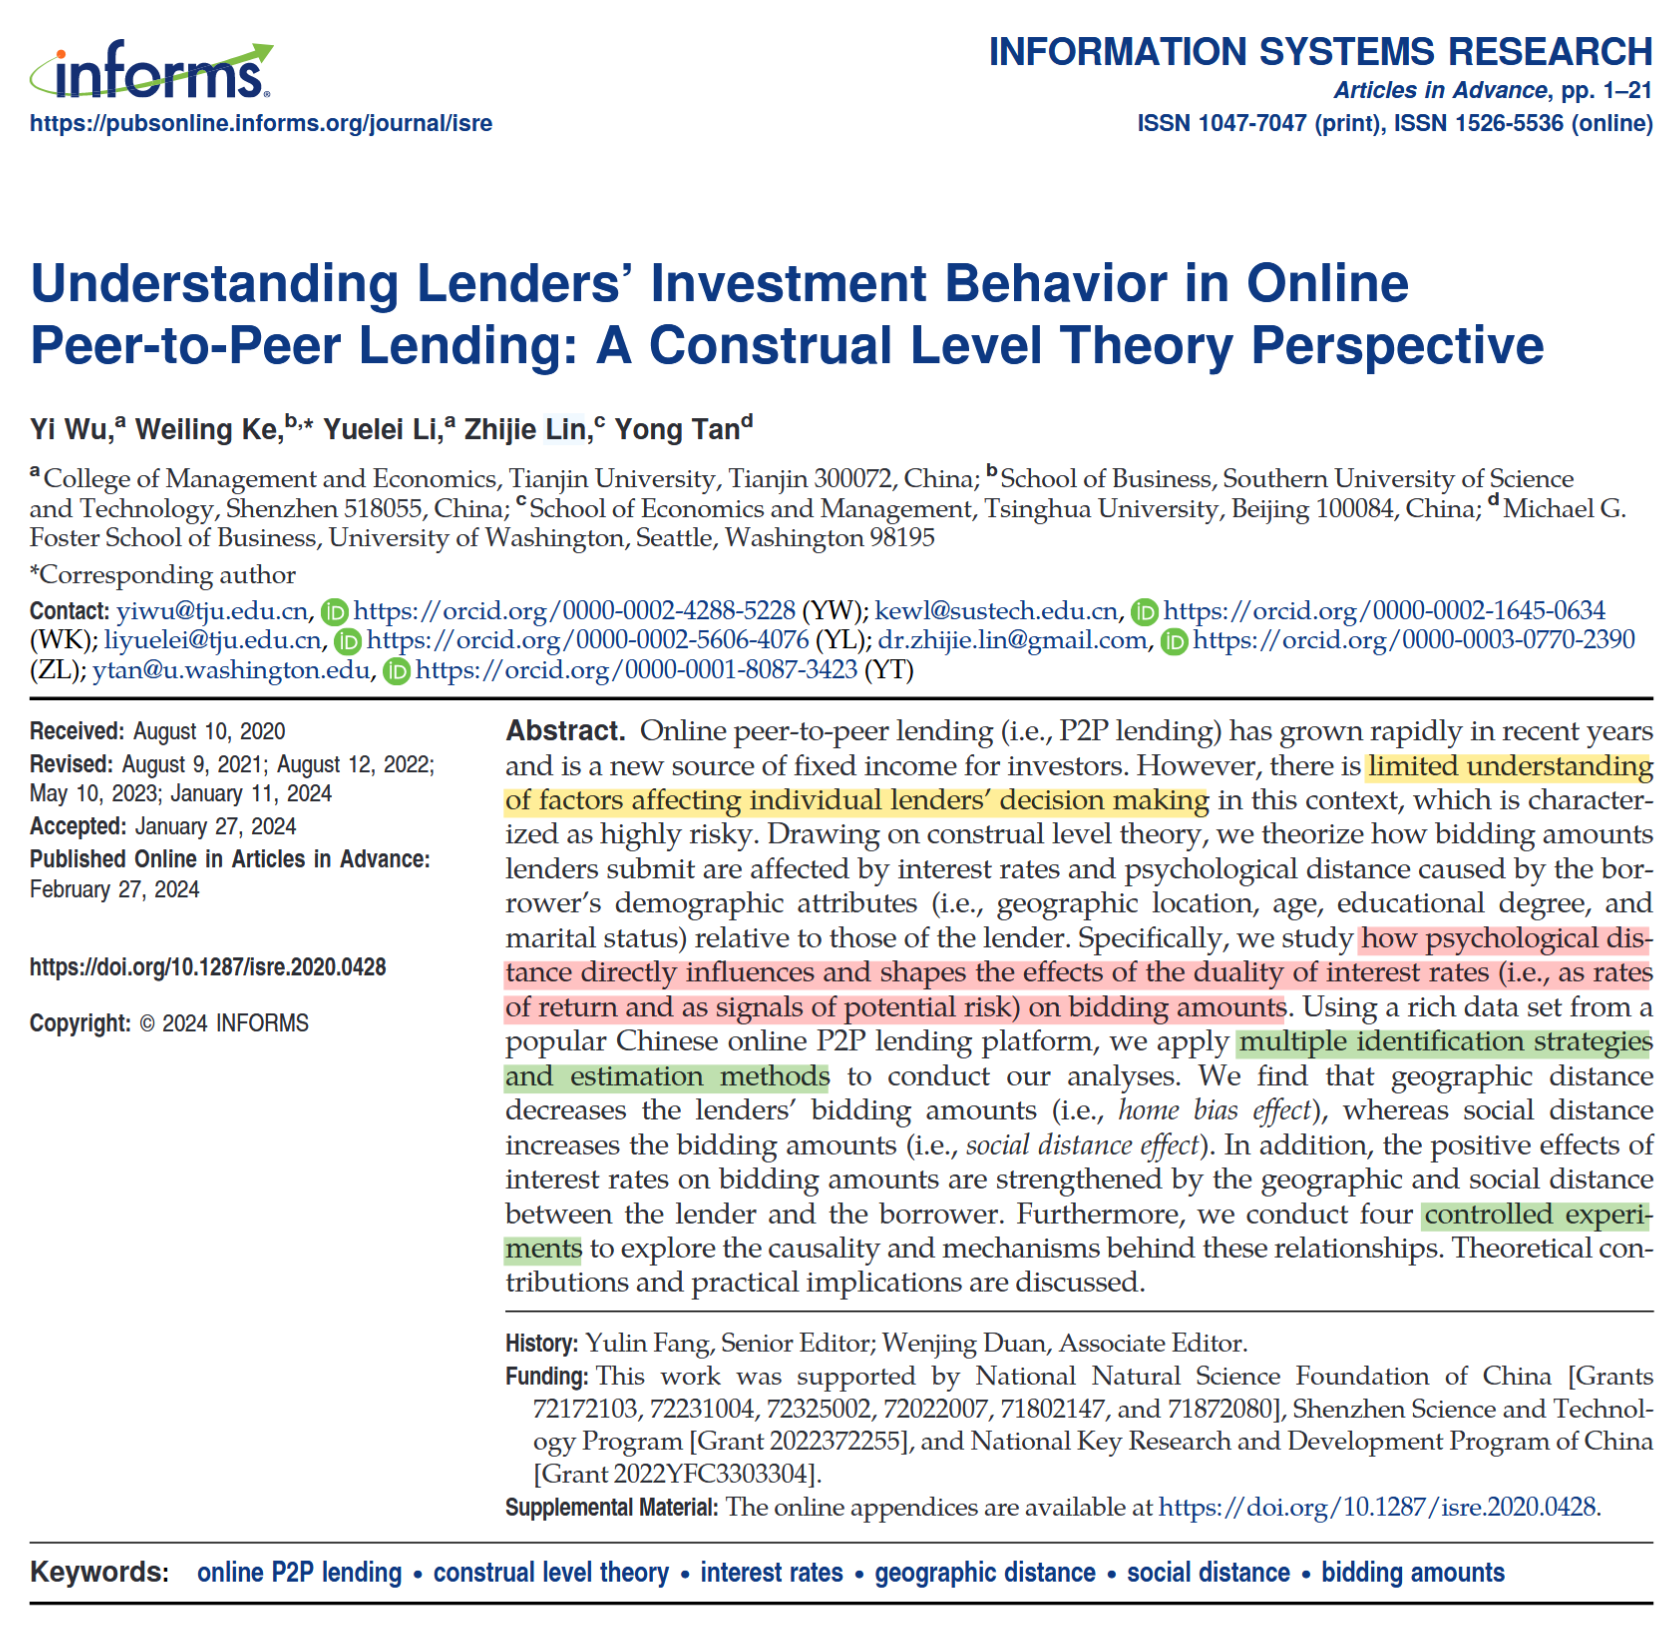 informs®
https://pubsonline.informs.org/journal/isre
INFORMATION SYSTEMS RESEARCH
Articles in Advance, pp. 1–21
ISSN 1047-7047 (print), ISSN 1526-5536 (online)
Understanding Lenders’ Investment Behavior in Online
Peer-to-Peer Lending: A Construal Level Theory Perspective
Yi Wu,a Weiling Ke,b,* Yuelei Li,a Zhijie Lin,c Yong Tand
a College of Management and Economics, Tianjin University, Tianjin 300072, China; b School of Business, Southern University of Science
and Technology, Shenzhen 518055, China; c School of Economics and Management, Tsinghua University, Beijing 100084, China; d Michael G.
Foster School of Business, University of Washington, Seattle, Washington 98195
*Corresponding author
Contact: yiwu@tju.edu.cn, iD https://orcid.org/0000-0002-4288-5228 (YW); kewl@sustech.edu.cn, iD https://orcid.org/0000-0002-1645-0634
(WK); liyuelei@tju.edu.cn, iD https://orcid.org/0000-0002-5606-4076 (YL); dr.zhijie.lin@gmail.com, iD https://orcid.org/0000-0003-0770-2390
(ZL); ytan@u.washington.edu, iD https://orcid.org/0000-0001-8087-3423 (YT)
Received: August 10, 2020
Revised: August 9, 2021; August 12, 2022;
May 10, 2023; January 11, 2024
Accepted: January 27, 2024
Published Online in Articles in Advance:
February 27, 2024
https://doi.org/10.1287/isre.2020.0428
Copyright: © 2024 INFORMS
Abstract. Online peer-to-peer lending (i.e., P2P lending) has grown rapidly in recent years
and is a new source of fixed income for investors. However, there is limited understanding
of factors affecting individual lenders’ decision making in this context, which is character-
ized as highly risky. Drawing on construal level theory, we theorize how bidding amounts
lenders submit are affected by interest rates and psychological distance caused by the bor-
rower’s demographic attributes (i.e., geographic location, age, educational degree, and
marital status) relative to those of the lender. Specifically, we study how psychological dis-
tance directly influences and shapes the effects of the duality of interest rates (i.e., as rates
of return and as signals of potential risk) on bidding amounts. Using a rich data set from a
popular Chinese online P2P lending platform, we apply multiple identification strategies
and estimation methods to conduct our analyses. We find that geographic distance
decreases the lenders’ bidding amounts (i.e., home bias effect), whereas social distance
increases the bidding amounts (i.e., social distance effect). In addition, the positive effects of
interest rates on bidding amounts are strengthened by the geographic and social distance
between the lender and the borrower. Furthermore, we conduct four controlled experi-
ments to explore the causality and mechanisms behind these relationships. Theoretical con-
tributions and practical implications are discussed.
History: Yulin Fang, Senior Editor; Wenjing Duan, Associate Editor.
Funding: This work was supported by National Natural Science Foundation of China [Grants
72172103, 72231004, 72325002, 72022007, 71802147, and 71872080], Shenzhen Science and Technol-
ogy Program [Grant 2022372255], and National Key Research and Development Program of China
[Grant 2022YFC3303304].
Supplemental Material: The online appendices are available at https://doi.org/10.1287/isre.2020.0428.
Keywords: online P2P lending • construal level theory • interest rates • geographic distance • social distance • bidding amounts